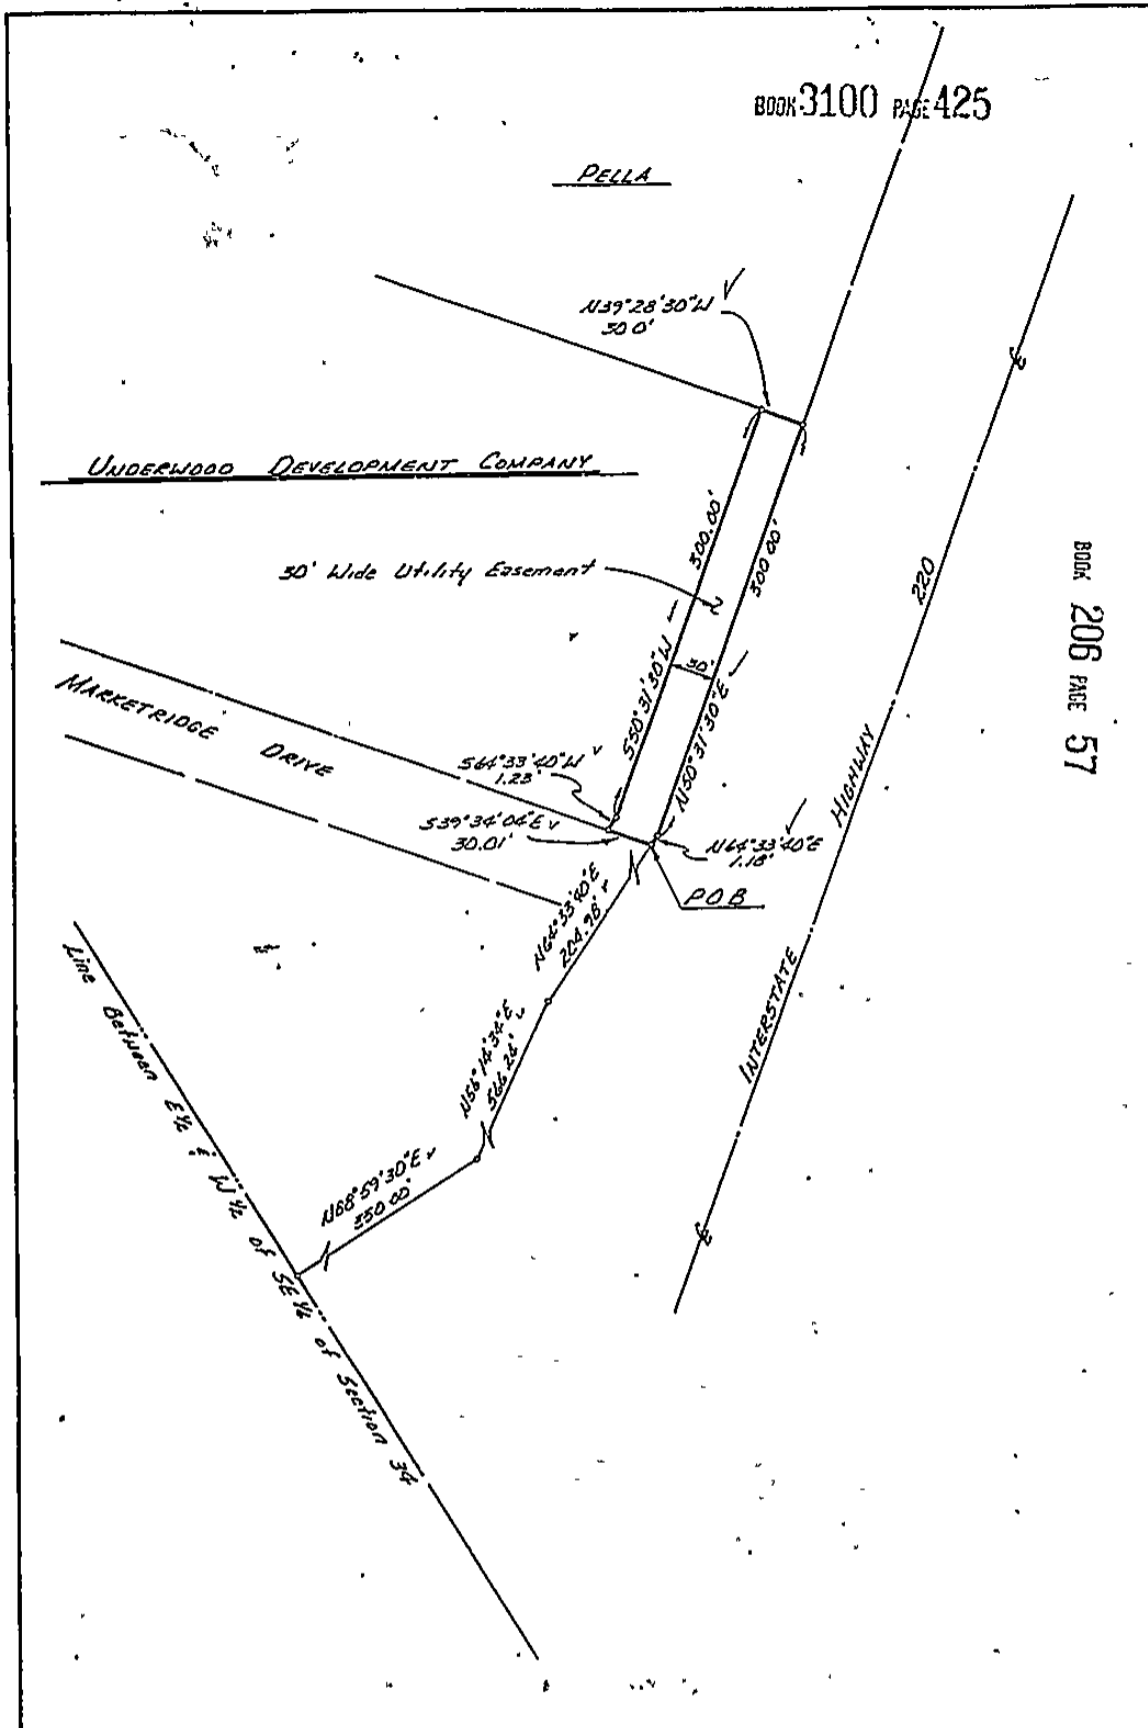 BOOK 3100 PAGE 425
PELLA
N39°28'30"W
30.0'
UNDERWOOD DEVELOPMENT COMPANY
300.00'
300.00'
30' Wide Utility Easement
220
BOOK 206 PAGE 57
S50°31'30"W
30'
N50°31'30"E
MARKETRIDGE DRIVE
HIGHWAY
S64°33'40"W
1.23'
S39°34'04"E
30.01'
N64°33'40"E
1.18'
POB
N64°33'40"E
204.98'
INTERSTATE
N56°14'34"E
566.26'
N68°59'30"E
350.00'
Line Between E½ & W½ of SE¼ of Section 34